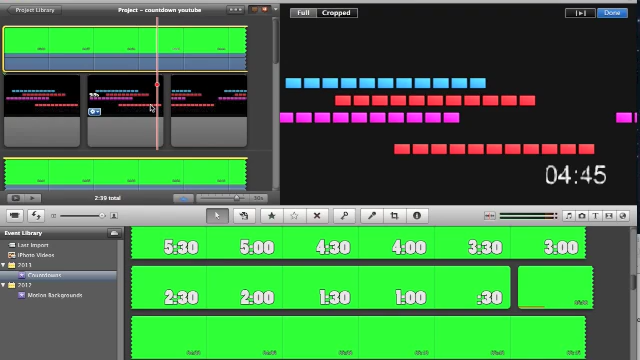 Project Library
Project – countdown youtube
Full
Cropped
Done
04:45
2:39 total
Event Library
Last Import
iPhoto Videos
2013
Countdowns
2012
Motion Backgrounds
5:30
5:00
4:30
4:00
3:30
3:00
2:30
2:00
1:30
1:00
:30